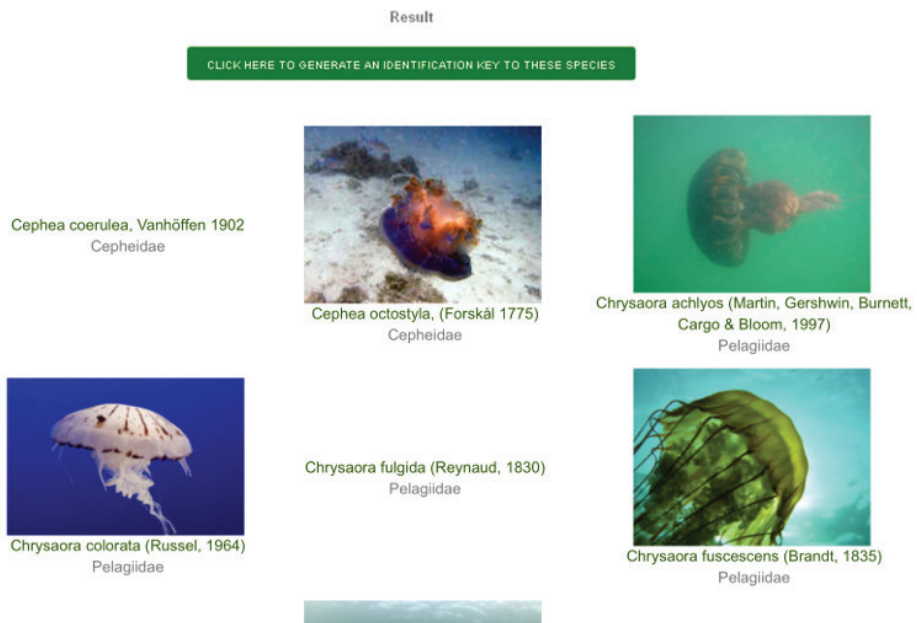 Result
CLICK HERE TO GENERATE AN IDENTIFICATION KEY TO THESE SPECIES
Cephea coerulea, Vanhöffen 1902
Cepheidae
Cephea octostyla, (Forskål 1775)
Cepheidae
Chrysaora achlyos (Martin, Gershwin, Burnett,
Cargo & Bloom, 1997)
Pelagiidae
Chrysaora colorata (Russel, 1964)
Pelagiidae
Chrysaora fulgida (Reynaud, 1830)
Pelagiidae
Chrysaora fuscescens (Brandt, 1835)
Pelagiidae